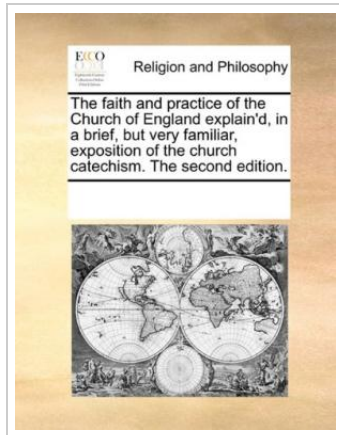 ECCO
Religion and Philosophy
The faith and practice of the
Church of England explain'd, in
a brief, but very familiar,
exposition of the church
catechism. The second edition.